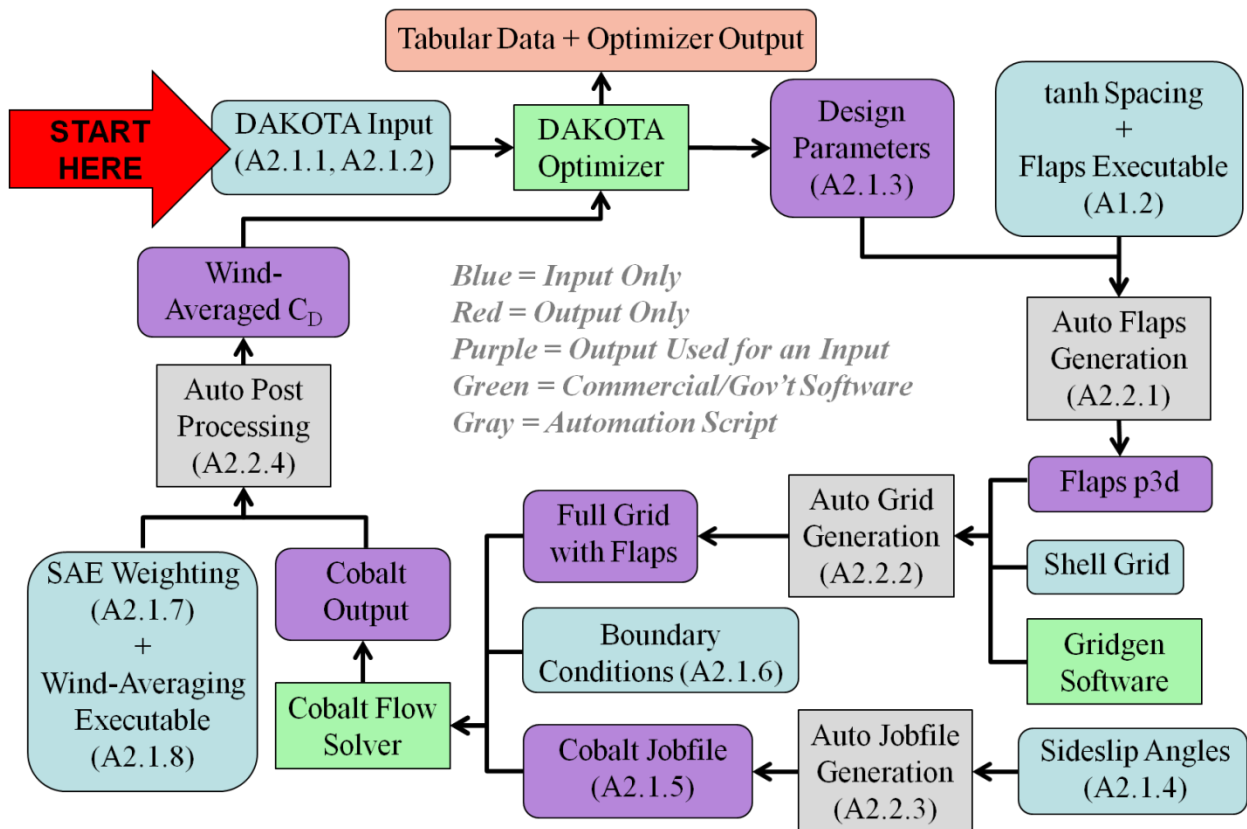 Tabular Data + Optimizer Output
START
HERE
DAKOTA Input
(A2.1.1, A2.1.2)
DAKOTA
Optimizer
Design
Parameters
(A2.1.3)
tanh Spacing
+
Flaps Executable
(A1.2)
Wind-
Averaged C_D
Blue = Input Only
Red = Output Only
Purple = Output Used for an Input
Green = Commercial/Gov't Software
Gray = Automation Script
Auto Flaps
Generation
(A2.2.1)
Auto Post
Processing
(A2.2.4)
Flaps p3d
Shell Grid
Gridgen
Software
Auto Grid
Generation
(A2.2.2)
Full Grid
with Flaps
Boundary
Conditions (A2.1.6)
SAE Weighting
(A2.1.7)
+
Wind-Averaging
Executable
(A2.1.8)
Cobalt
Output
Cobalt Flow
Solver
Cobalt Jobfile
(A2.1.5)
Auto Jobfile
Generation
(A2.2.3)
Sideslip Angles
(A2.1.4)